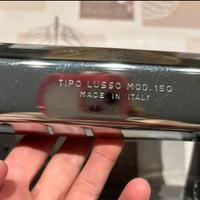 TIPO LUSSO MOD. 150
MADE IN ITALY